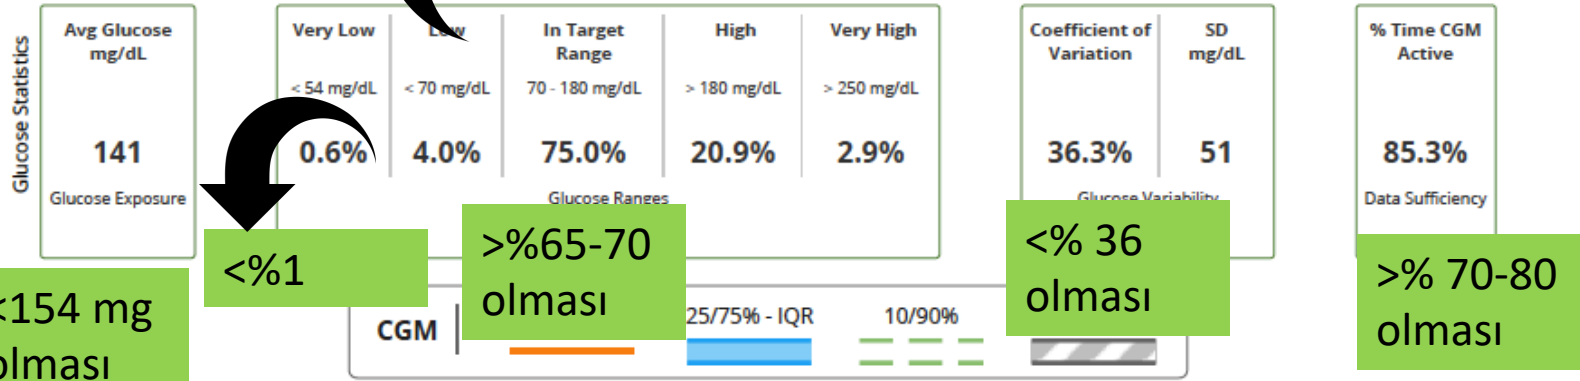 Glucose Statistics
Avg Glucose
mg/dL
141
Glucose Exposure
Very Low
< 54 mg/dL
0.6%
Low
< 70 mg/dL
4.0%
In Target
Range
70 - 180 mg/dL
75.0%
High
> 180 mg/dL
20.9%
Very High
> 250 mg/dL
2.9%
Glucose Ranges
Coefficient of
Variation
36.3%
SD
mg/dL
51
Glucose Variability
% Time CGM
Active
85.3%
Data Sufficiency
<154 mg
olması
<%1
>%65-70
olması
<% 36
olması
>% 70-80
olması
CGM
25/75% - IQR
10/90%